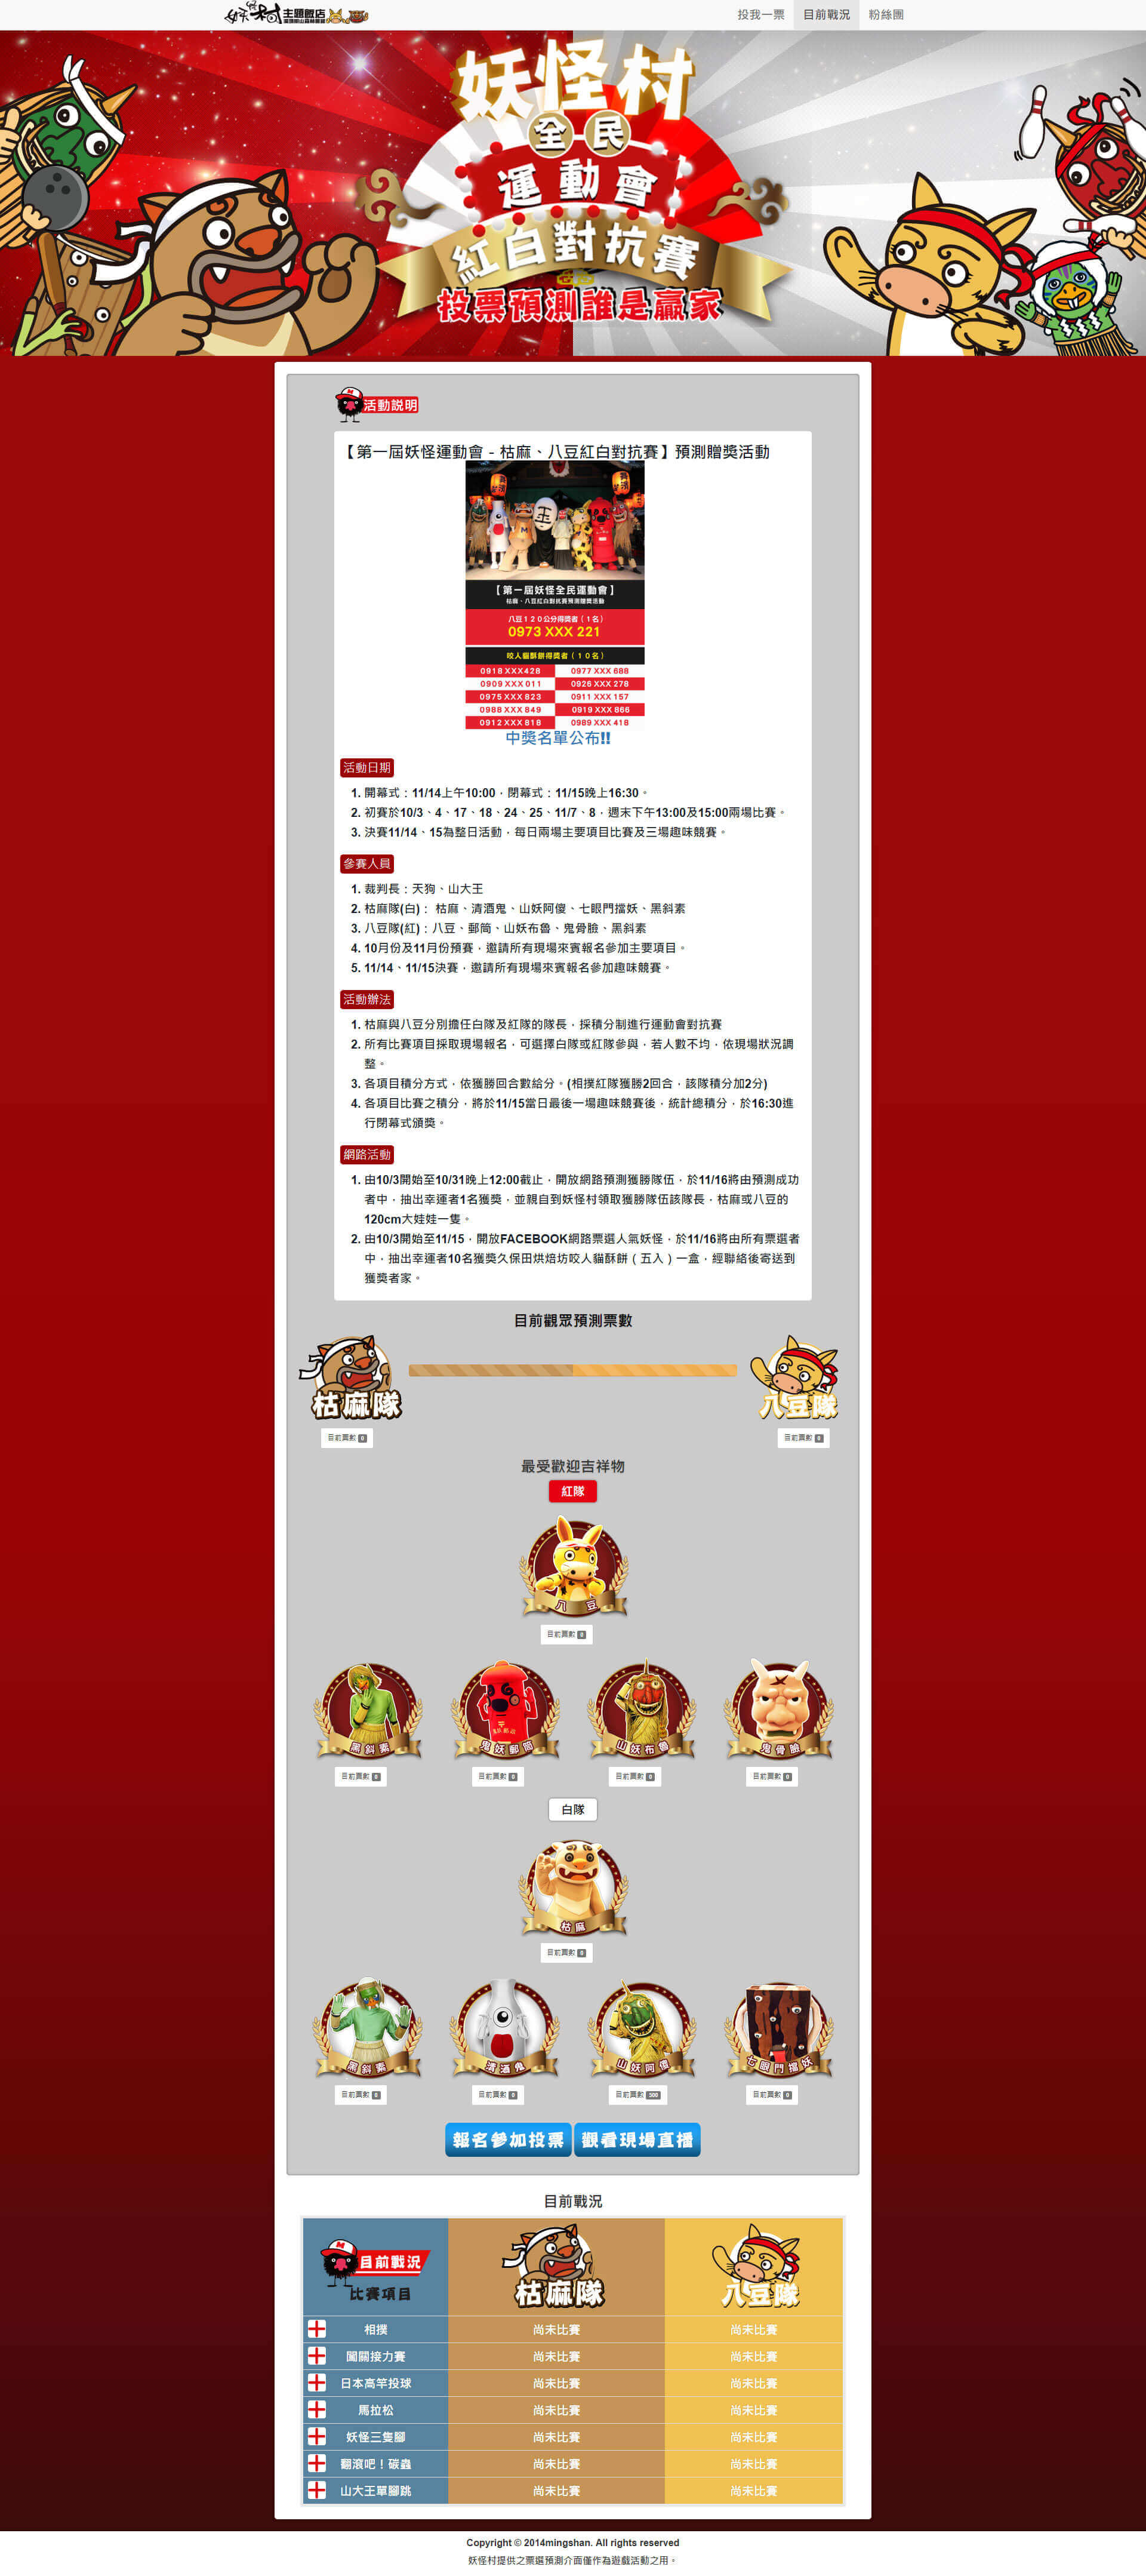 妖怪村主題飯店
投我一票
目前戰況
粉絲團
妖怪村
全民
運動會
紅白對抗賽
投票預測誰是贏家
活動説明
【第一屆妖怪運動會 - 枯麻、八豆紅白對抗賽】預測贈獎活動
【第一屆妖怪全民運動會】
枯麻、八豆紅白對抗賽預測贈獎活動
八豆120公分得獎者（1名）
0973 XXX 221
咬人貓酥餅得獎者（10名）
0918 XXX428 0977 XXX 688
0909 XXX 011 0926 XXX 278
0975 XXX 823 0911 XXX 157
0988 XXX 849 0919 XXX 866
0912 XXX 818 0989 XXX 418
中獎名單公布!!
活動日期
1. 開幕式：11/14上午10:00，閉幕式：11/15晚上16:30。
2. 初賽於10/3、4、17、18、24、25、11/7、8，週末下午13:00及15:00兩場比賽。
3. 決賽11/14、15為整日活動，每日兩場主要項目比賽及三場趣味競賽。
參賽人員
1. 裁判長：天狗、山大王
2. 枯麻隊(白)： 枯麻、清酒鬼、山妖阿傻、七眼門擋妖、黑斜素
3. 八豆隊(紅)：八豆、郵筒、山妖布魯、鬼骨臉、黑斜素
4. 10月份及11月份預賽，邀請所有現場來賓報名參加主要項目。
5. 11/14、11/15決賽，邀請所有現場來賓報名參加趣味競賽。
活動辦法
1. 枯麻與八豆分別擔任白隊及紅隊的隊長，採積分制進行運動會對抗賽
2. 所有比賽項目採取現場報名，可選擇白隊或紅隊參與，若人數不均，依現場狀況調
整。
3. 各項目積分方式，依獲勝回合數給分。(相撲紅隊獲勝2回合，該隊積分加2分)
4. 各項目比賽之積分，將於11/15當日最後一場趣味競賽後，統計總積分，於16:30進
行閉幕式頒獎。
網路活動
1. 由10/3開始至10/31晚上12:00截止，開放網路預測獲勝隊伍，於11/16將由預測成功
者中，抽出幸運者1名獲獎，並親自到妖怪村領取獲勝隊伍該隊長，枯麻或八豆的
120cm大娃娃一隻。
2. 由10/3開始至11/15，開放FACEBOOK網路票選人氣妖怪，於11/16將由所有票選者
中，抽出幸運者10名獲獎久保田烘焙坊咬人貓酥餅（五入）一盒，經聯絡後寄送到
獲獎者家。
目前觀眾預測票數
枯麻隊
八豆隊
目前票數 0
目前票數 0
最受歡迎吉祥物
紅隊
八豆
目前票數 0
黑斜素
鬼妖郵筒
山妖布魯
鬼骨臉
目前票數 0
目前票數 0
目前票數 0
目前票數 0
白隊
枯麻
目前票數 0
黑斜素
清酒鬼
山妖阿傻
七眼門擋妖
目前票數 0
目前票數 0
目前票數 500
目前票數 0
報名參加投票
觀看現場直播
目前戰況
目前戰況
比賽項目
枯麻隊
八豆隊
相撲 尚未比賽 尚未比賽
闖關接力賽 尚未比賽 尚未比賽
日本高竿投球 尚未比賽 尚未比賽
馬拉松 尚未比賽 尚未比賽
妖怪三隻腳 尚未比賽 尚未比賽
翻滾吧！碳蟲 尚未比賽 尚未比賽
山大王單腳跳 尚未比賽 尚未比賽
Copyright © 2014mingshan. All rights reserved
妖怪村提供之票選預測介面僅作為遊戲活動之用。